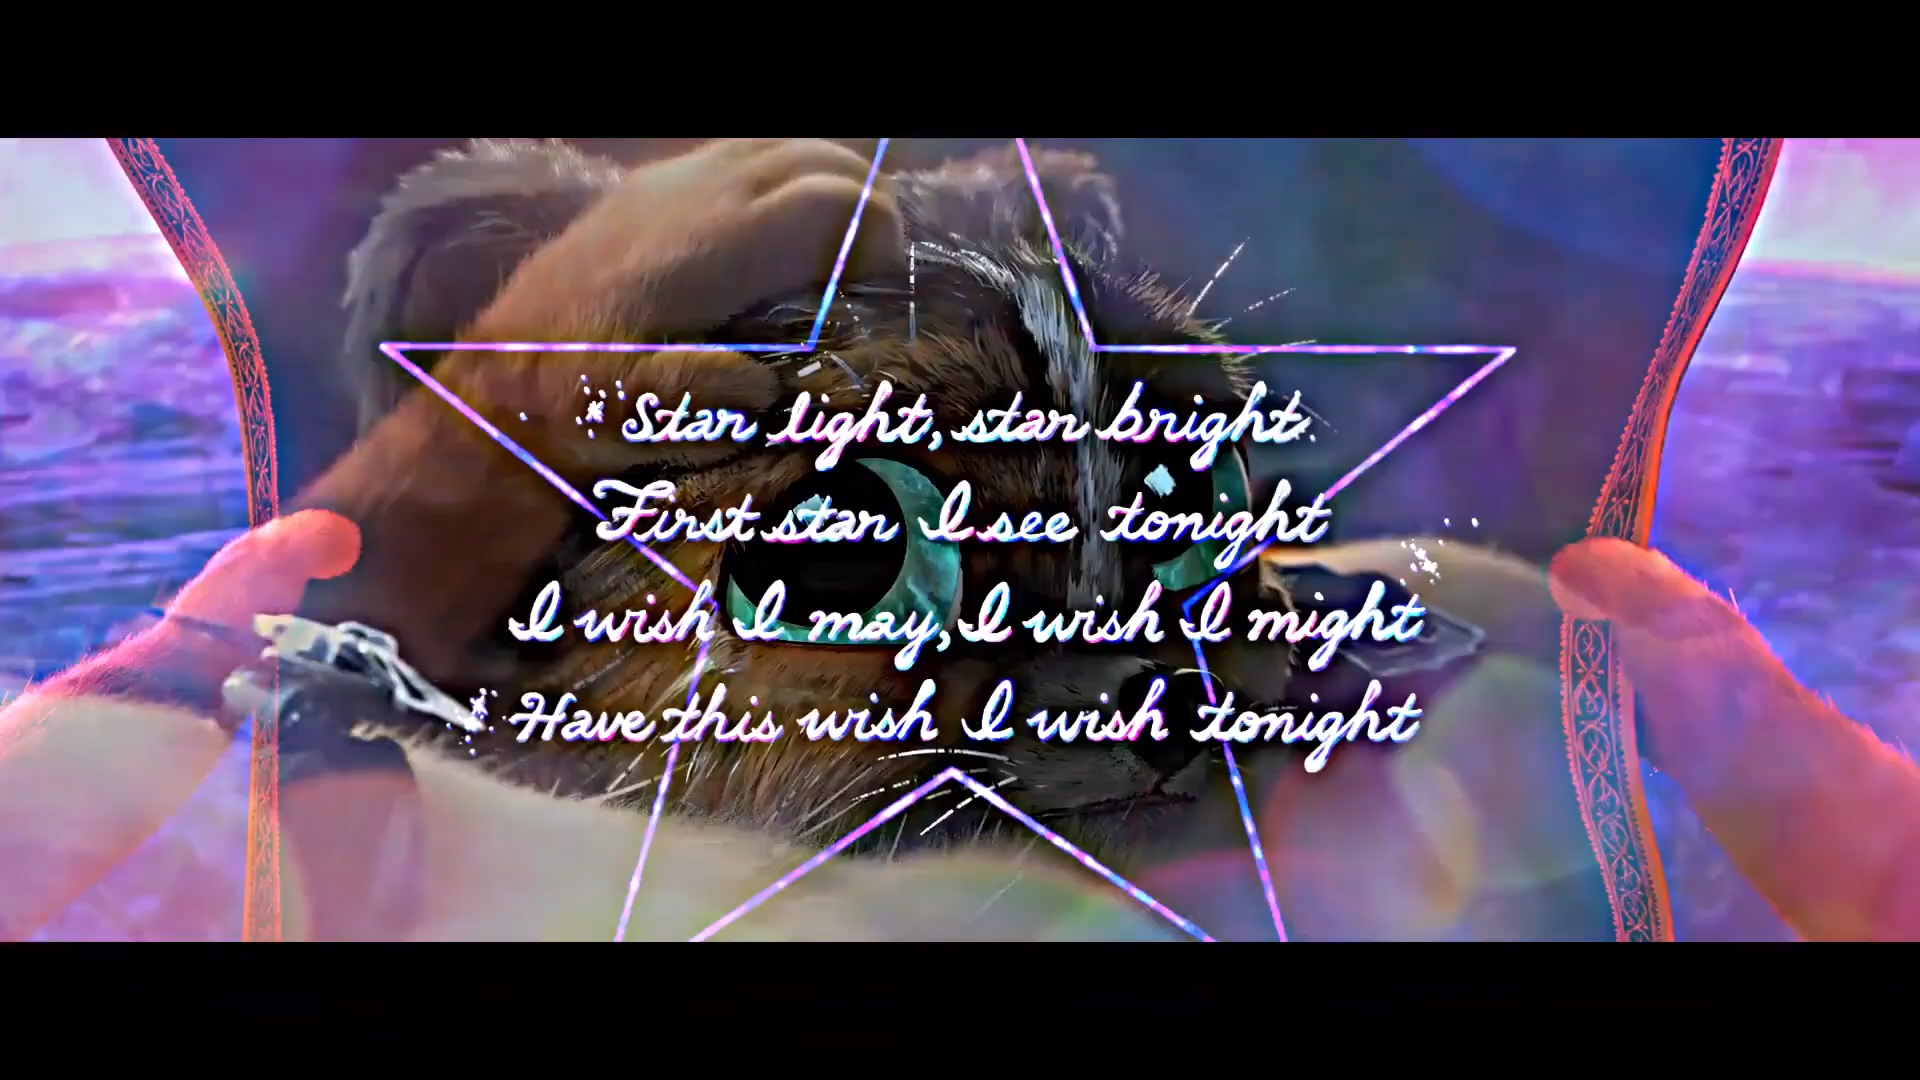 Star light, star bright.
First star I see tonight
I wish I may, I wish I might
Have this wish I wish tonight